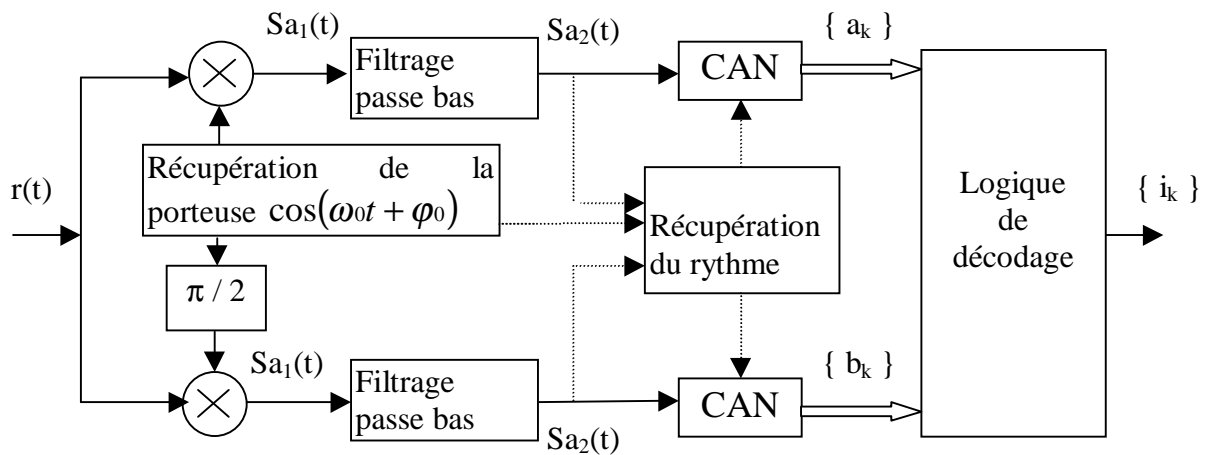 Sa₁(t)
Sa₂(t)
{ aₖ }
Filtrage
passe bas
CAN
r(t)
Récupération de la
porteuse cos(ω₀t + φ₀)
Récupération
du rythme
Logique
de
décodage
{ iₖ }
π / 2
Sa₁(t)
Filtrage
passe bas
Sa₂(t)
CAN
{ bₖ }